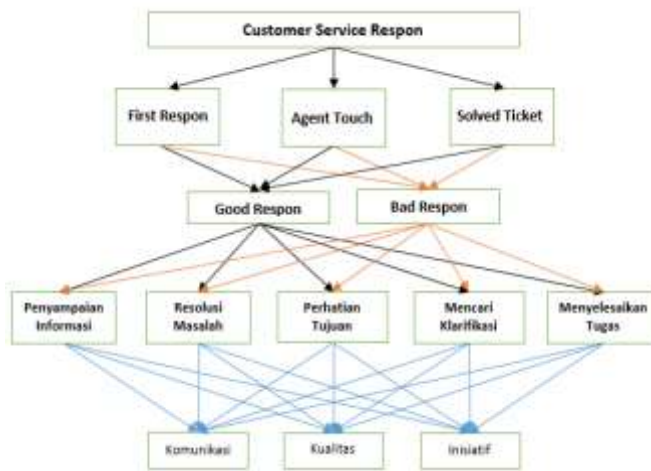 Customer Service Respon
First Respon
Agent Touch
Solved Ticket
Good Respon
Bad Respon
Penyampaian
Informasi
Resolusi
Masalah
Perhatian
Tujuan
Mencari
Klarifikasi
Menyelesaikan
Tugas
Komunikasi
Kualitas
Inisiatif